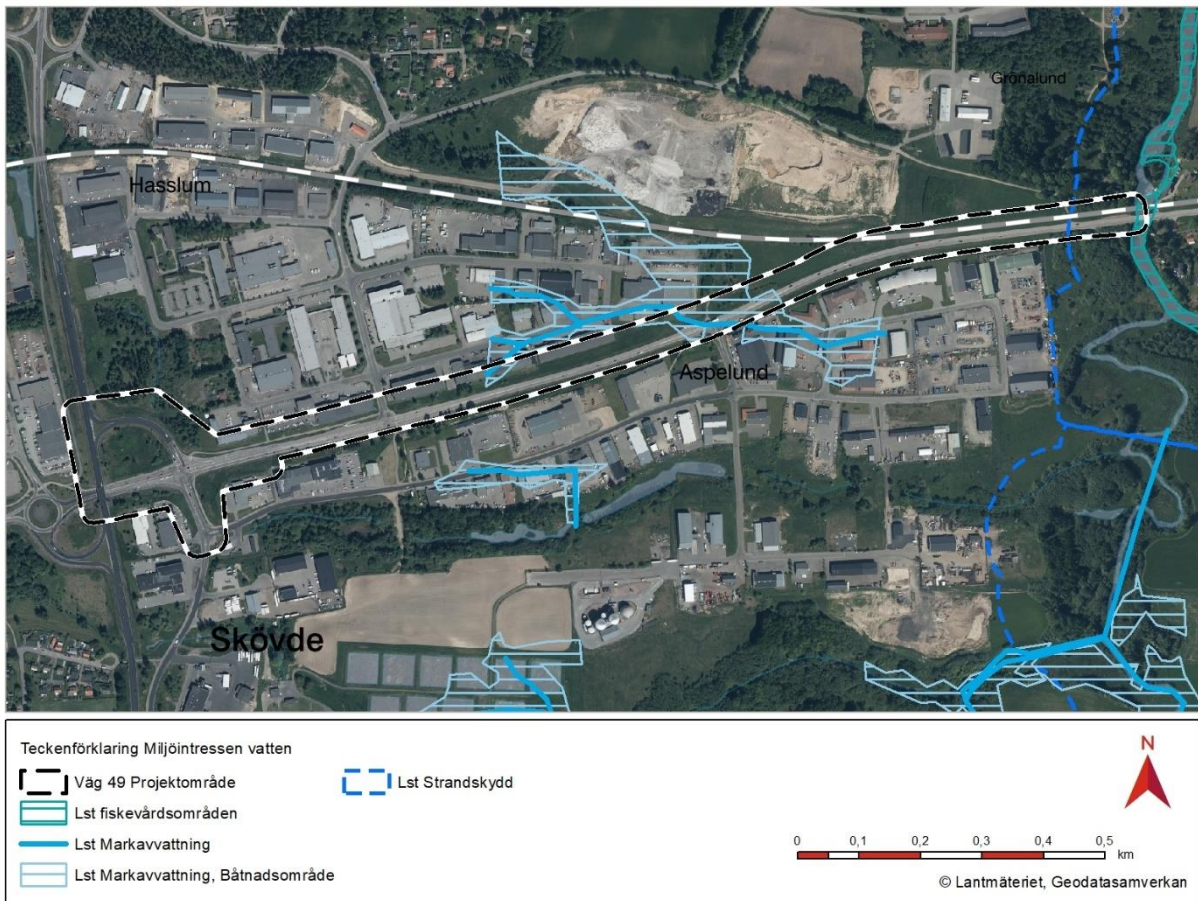 Grönalund
Hasslum
Aspelund
Skövde
Teckenförklaring Miljöintressen vatten
Väg 49 Projektområde
Lst Strandskydd
Lst fiskevårdsområden
Lst Markavvattning
Lst Markavvattning, Båtnadsområde
N
0 0,1 0,2 0,3 0,4 0,5
km
© Lantmäteriet, Geodatasamverkan